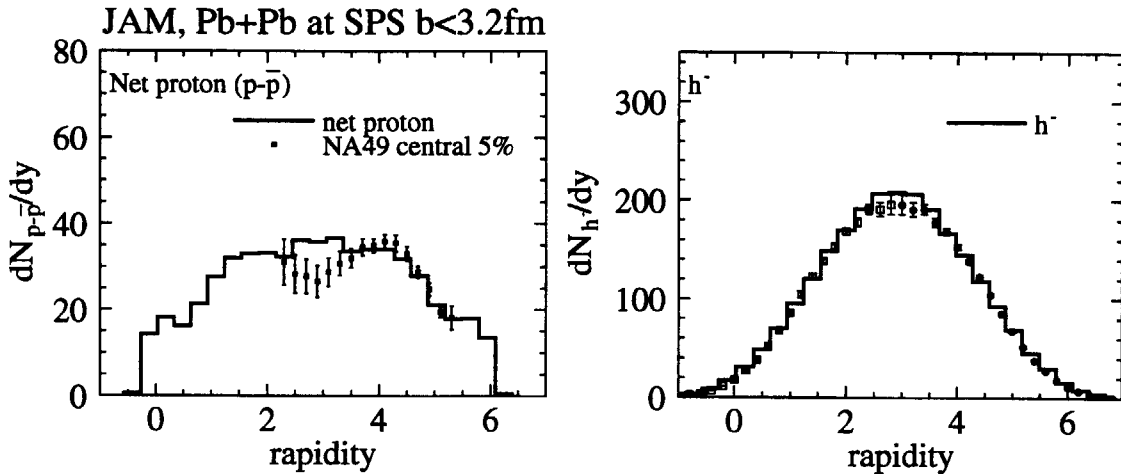 JAM, Pb+Pb at SPS b<3.2fm
80
60
40
20
0
dN_{p-p̅}/dy
Net proton (p-p̅)
net proton
NA49 central 5%
0 2 4 6
rapidity
300
200
100
0
dN_{h⁻}/dy
h⁻
h⁻
0 2 4 6
rapidity